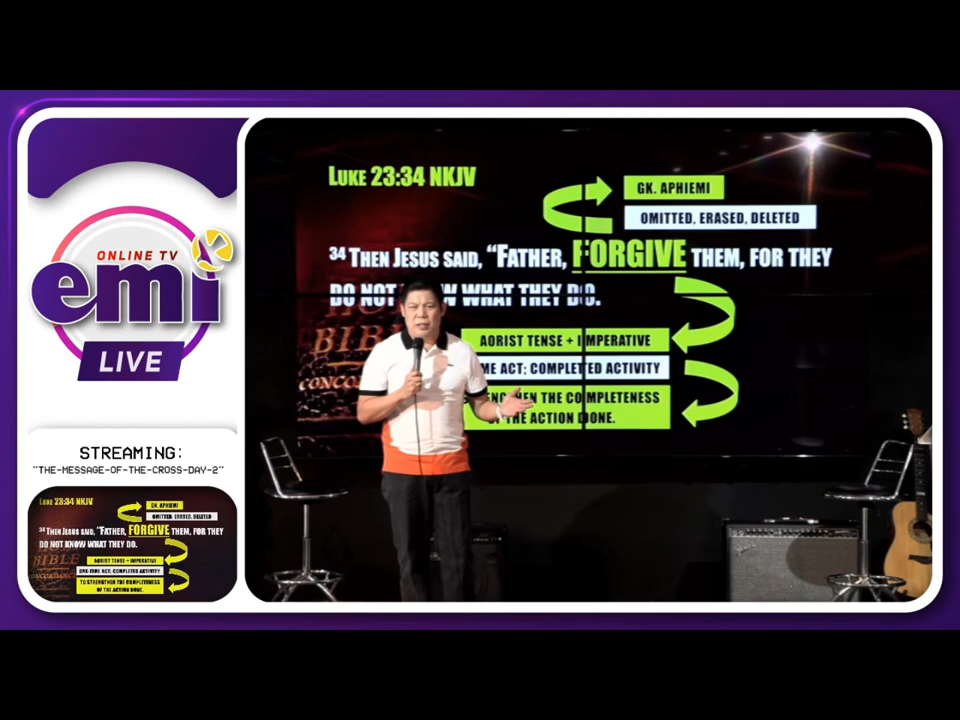 ONLINE TV
emi
LIVE
STREAMING:
"THE-MESSAGE-OF-THE-CROSS-DAY-2"
LUKE 23:34 NKJV
GK. APHIEMI
OMITTED, ERASED, DELETED
34 THEN JESUS SAID, "FATHER, FORGIVE THEM, FOR THEY
DO NOT WHAT THEY DO.
BIBLE
AORIST TENSE + IMPERATIVE
ACT; COMPLETED ACTIVITY
THE COMPLETENESS
OF THE ACTION DONE.
LUKE 23:34 NKJV
GK. APHIEMI
OMITTED, ERASED, DELETED
34 THEN JESUS SAID, "FATHER, FORGIVE THEM, FOR THEY
DO NOT KNOW WHAT THEY DO.
BIBLE
AORIST TENSE + IMPERATIVE
ONE-TIME ACT; COMPLETED ACTIVITY
TO STRENGTHEN THE COMPLETENESS
OF THE ACTION DONE.